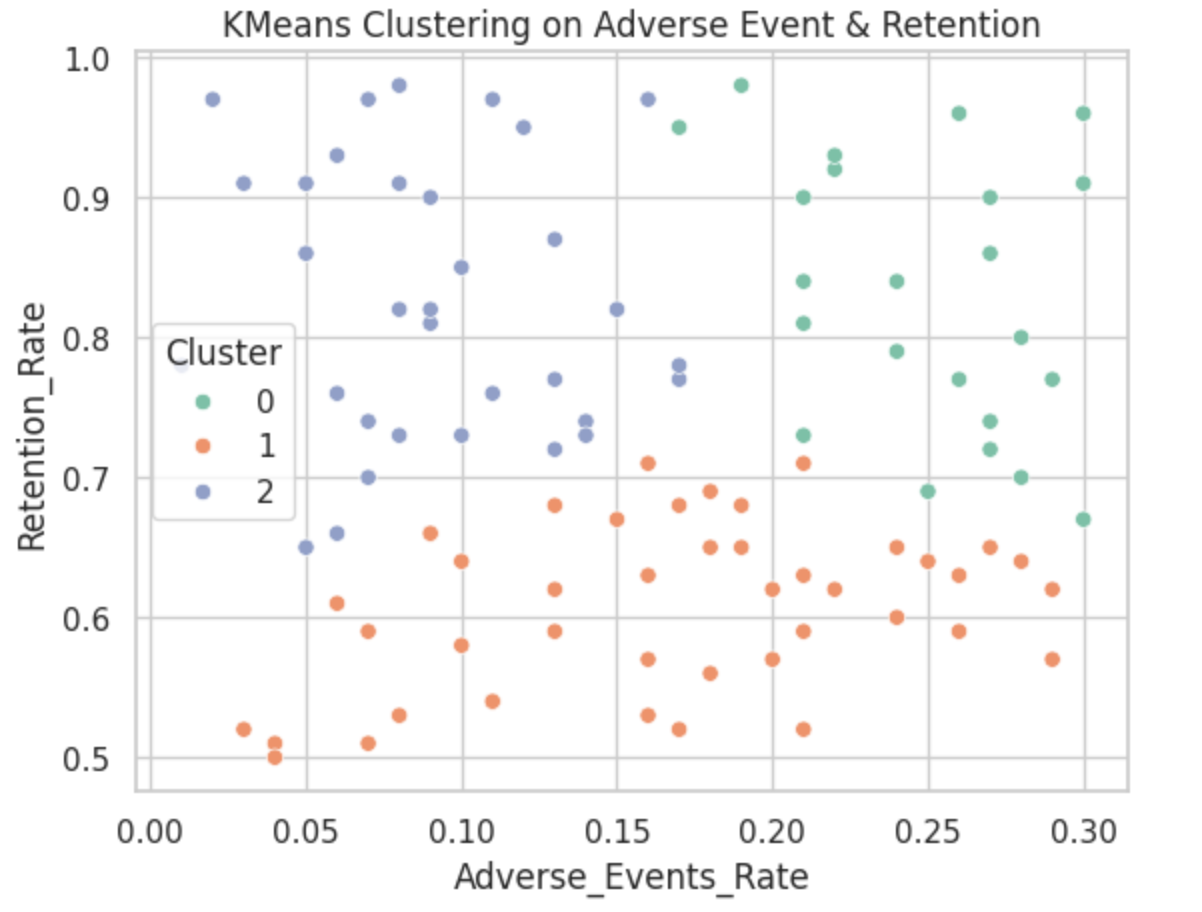 KMeans Clustering on Adverse Event & Retention
1.0
0.9
0.8
0.7
0.6
0.5
Retention_Rate
Cluster
0
1
2
0.00 0.05 0.10 0.15 0.20 0.25 0.30
Adverse_Events_Rate